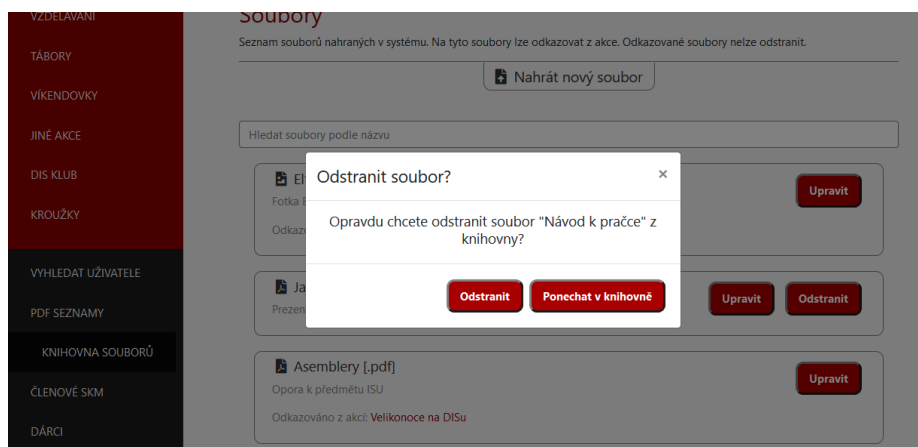 VZDĚLÁVÁNÍ
TÁBORY
VÍKENDOVKY
JINÉ AKCE
DIS KLUB
KROUŽKY
VYHLEDAT UŽIVATELE
PDF SEZNAMY
KNIHOVNA SOUBORŮ
ČLENOVÉ SKM
DÁRCI
Soubory
Seznam souborů nahraných v systému. Na tyto soubory lze odkazovat z akce. Odkazované soubory nelze odstranit.
Nahrát nový soubor
Hledat soubory podle názvu
Fotka
Upravit
Odstranit soubor?
×
Opravdu chcete odstranit soubor "Návod k pračce" z
knihovny?
Odstranit
Ponechat v knihovně
Upravit
Odstranit
Asemblery [.pdf]
Opora k předmětu ISU
Odkazováno z akcí: Velikonoce na DISu
Upravit